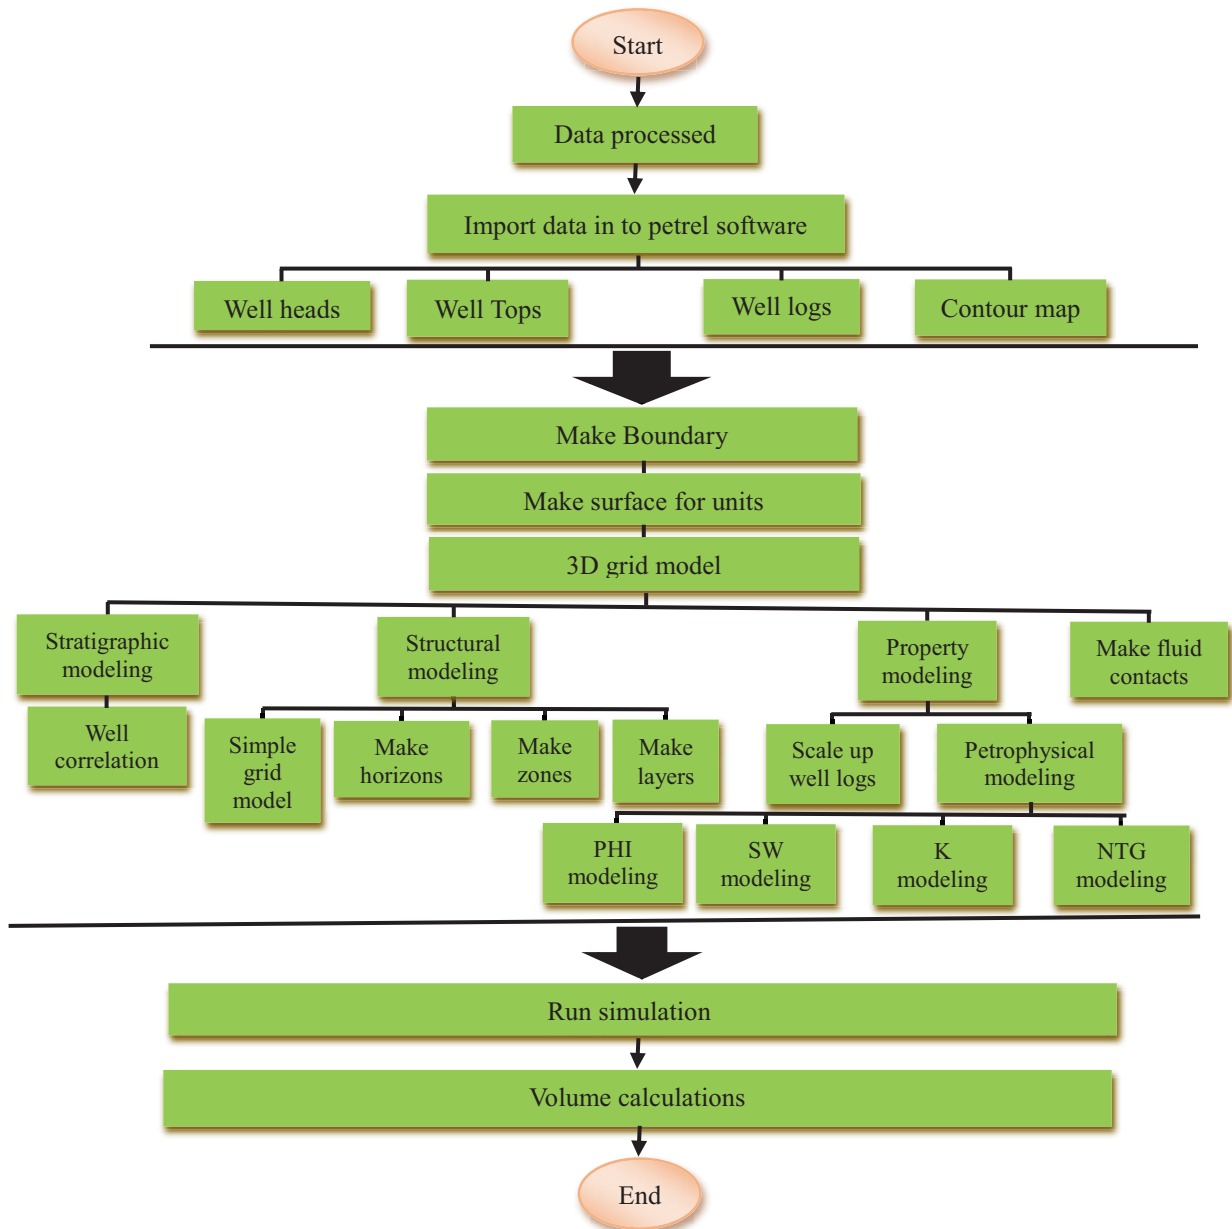 Start
Data processed
Import data in to petrel software
Well heads
Well Tops
Well logs
Contour map
Make Boundary
Make surface for units
3D grid model
Stratigraphic
modeling
Structural
modeling
Property
modeling
Make fluid
contacts
Well
correlation
Simple
grid
model
Make
horizons
Make
zones
Make
layers
Scale up
well logs
Petrophysical
modeling
PHI
modeling
SW
modeling
K
modeling
NTG
modeling
Run simulation
Volume calculations
End